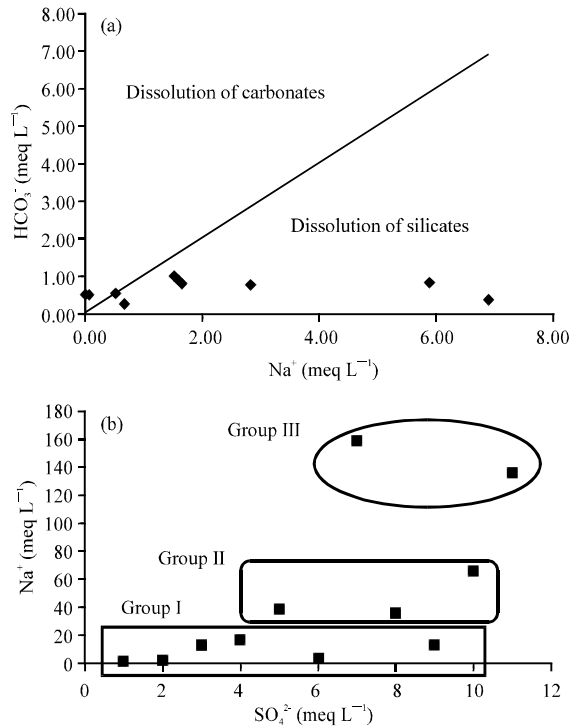 (a)
8.00
7.00
6.00
5.00
4.00
3.00
2.00
1.00
0.00
HCO₃⁻ (meq L⁻¹)
Dissolution of carbonates
Dissolution of silicates
0.00 2.00 4.00 6.00 8.00
Na⁺ (meq L⁻¹)
(b)
180
160
140
120
100
80
60
40
20
0
Na⁺ (meq L⁻¹)
Group III
Group II
Group I
0 2 4 6 8 10 12
SO₄²⁻ (meq L⁻¹)